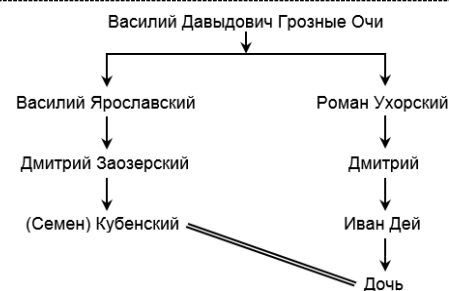 Василий Давыдович Грозные Очи
Василий Ярославский Роман Ухорский
Дмитрий Заозерский Дмитрий
(Семен) Кубенский Иван Дей
Дочь